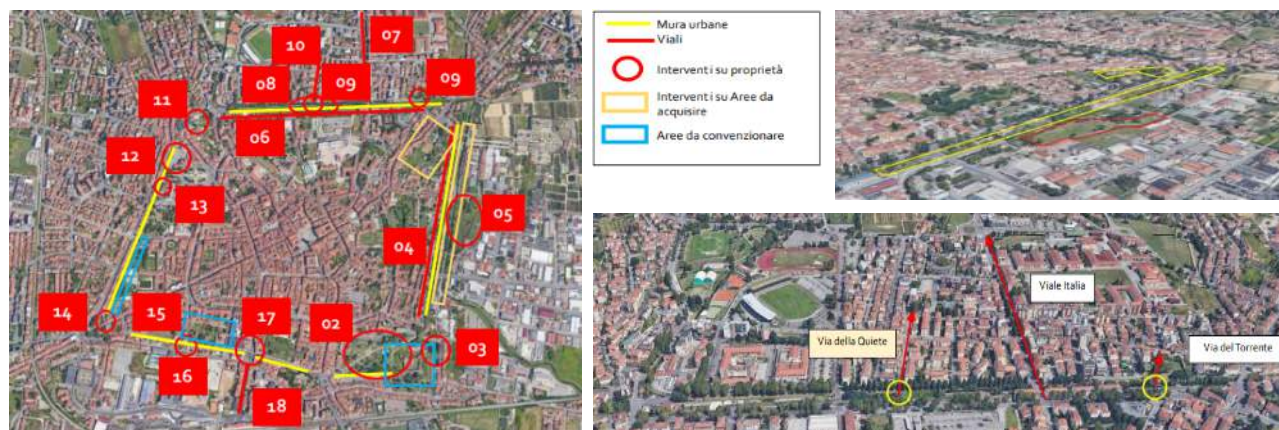 07
10
08
09
09
11
06
12
13
05
04
14
15
17
02
03
16
18
Mura urbane
Viali
Interventi su proprietà
Interventi su Aree da
acquisire
Aree da convenzionare
Viale Italia
Via della Quiete
Via del Torrente